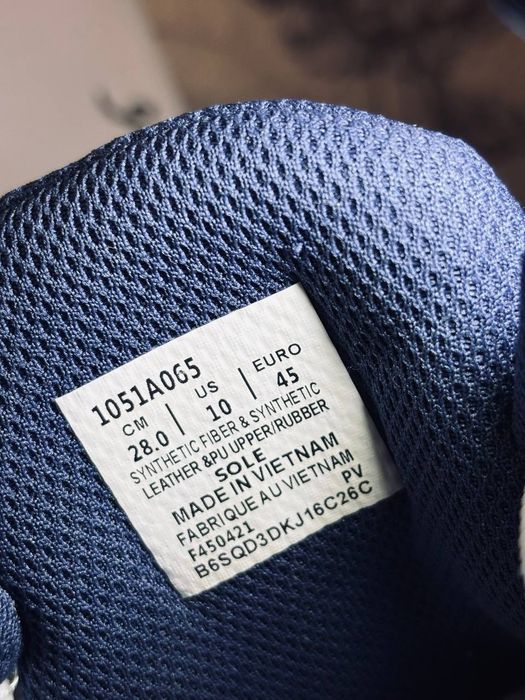 1051A065
CM | US | EURO
28.0 | 10 | 45
SYNTHETIC FIBER & SYNTHETIC
LEATHER &PU UPPER/RUBBER
SOLE
MADE IN VIETNAM
FABRIQUE AU VIETNAM
F450421 PV
B6SQD3DKJ16C26C